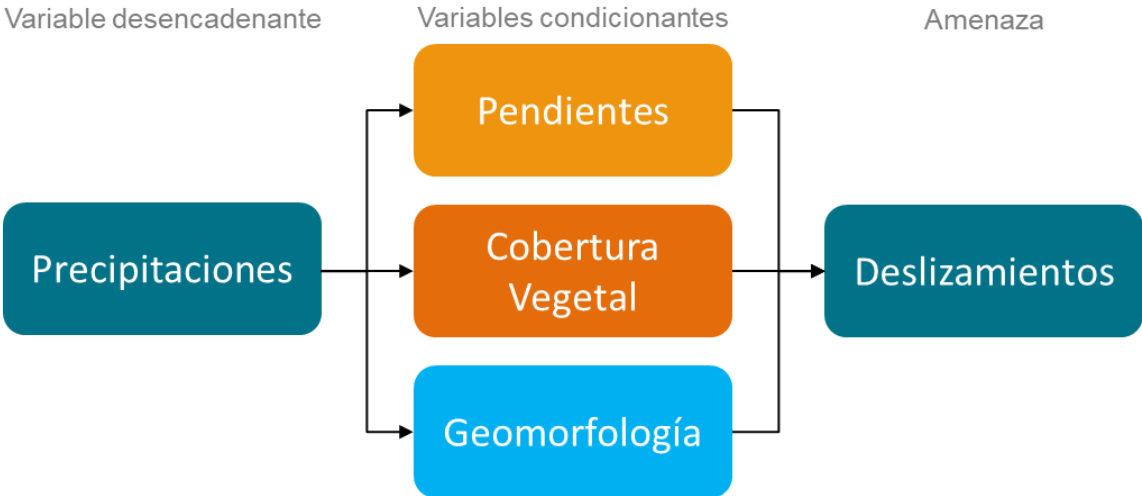 Variable desencadenante
Variables condicionantes
Amenaza
Pendientes
Precipitaciones
Cobertura
Vegetal
Deslizamientos
Geomorfología